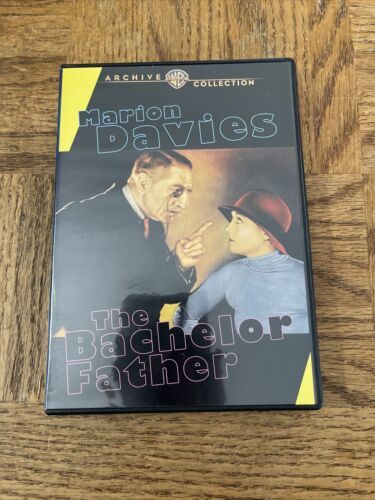 ARCHIVE WB COLLECTION
Marion
Davies
The
Bachelor
Father